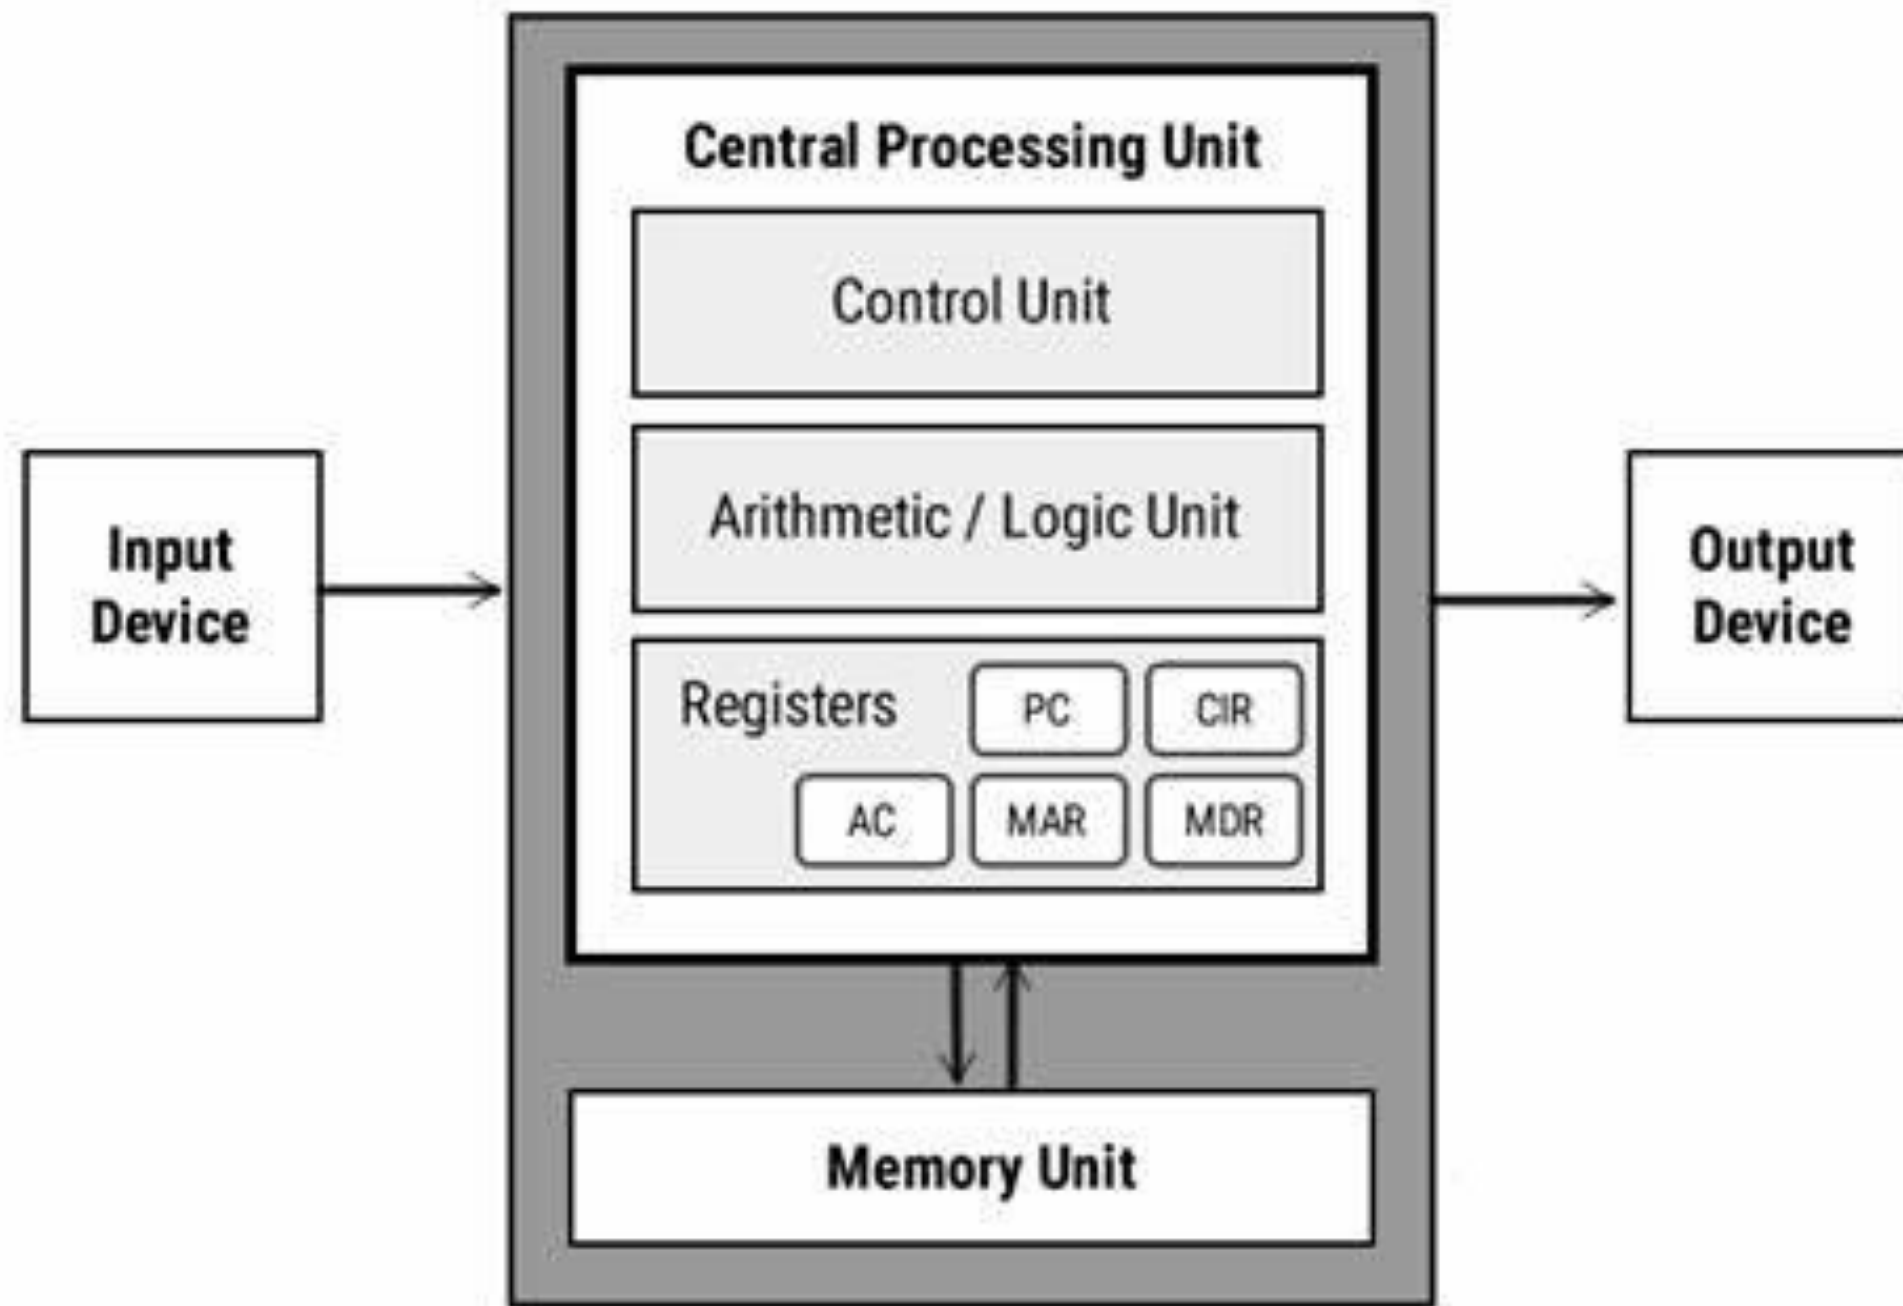 Central Processing Unit
Control Unit
Arithmetic / Logic Unit
Input
Device
Output
Device
Registers
PC
CIR
AC
MAR
MDR
Memory Unit